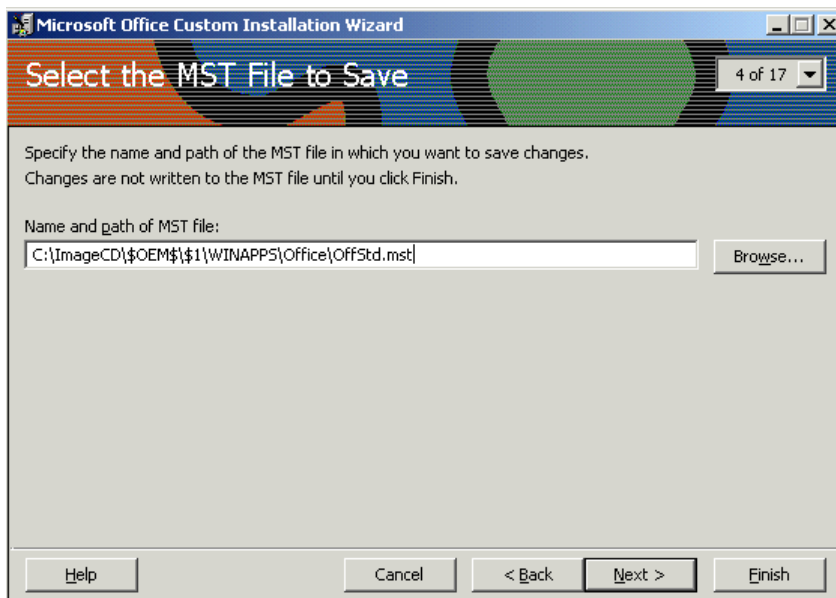 Microsoft Office Custom Installation Wizard
Select the MST File to Save
4 of 17
Specify the name and path of the MST file in which you want to save changes.
Changes are not written to the MST file until you click Finish.
Name and path of MST file:
C:\ImageCD\$OEM$\$1\WINAPPS\Office\OffStd.mst
Browse...
Help
Cancel
< Back
Next >
Finish